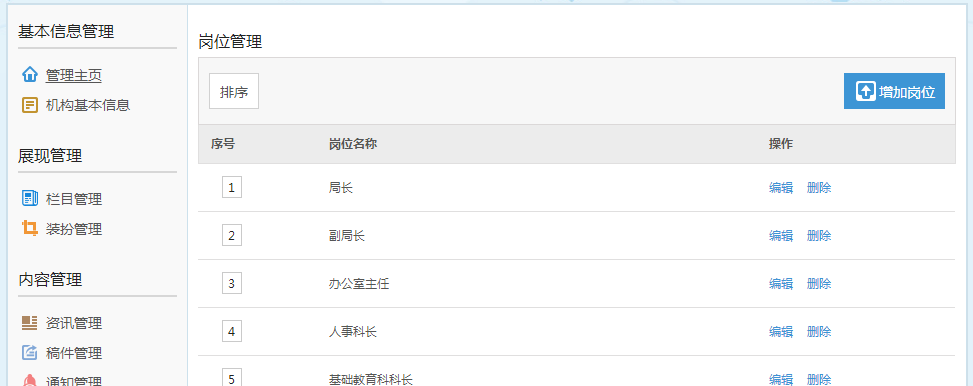 基本信息管理
管理主页
机构基本信息
展现管理
栏目管理
装扮管理
内容管理
资讯管理
稿件管理
通知管理
岗位管理
排序
增加岗位
序号 岗位名称 操作
1 局长 编辑 删除
2 副局长 编辑 删除
3 办公室主任 编辑 删除
4 人事科长 编辑 删除
5 基础教育科科长 编辑 删除